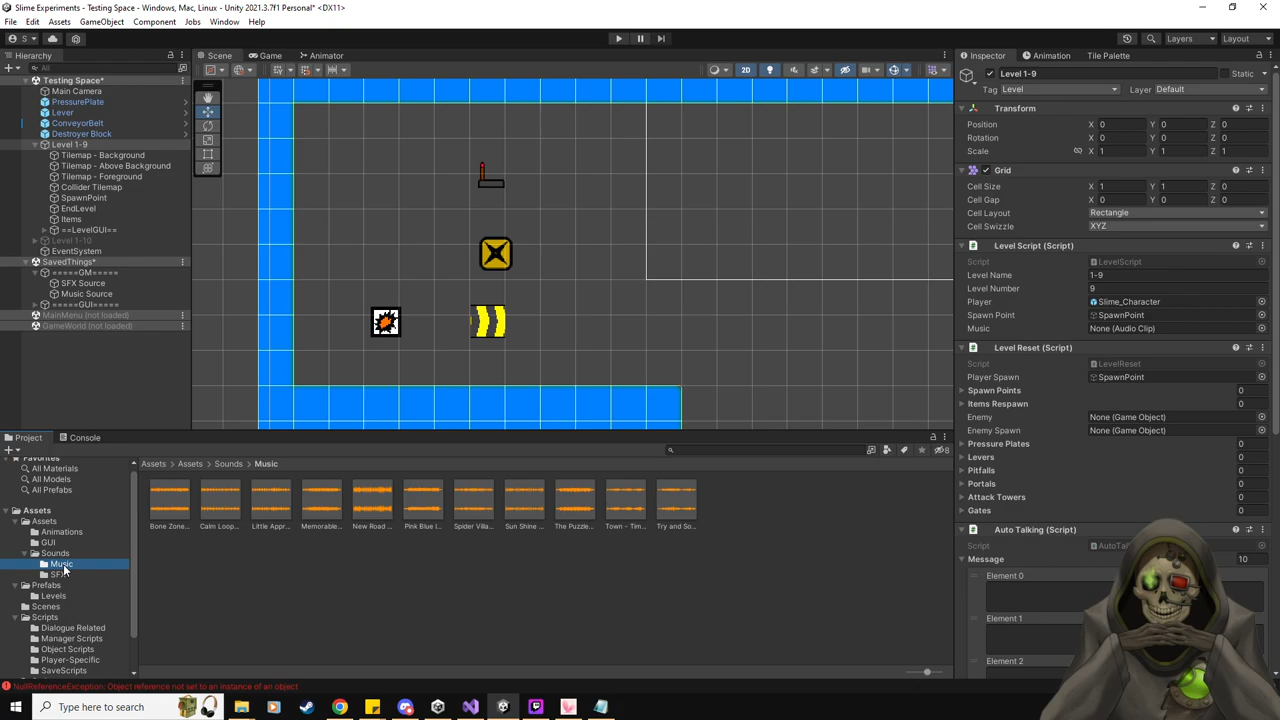 Slime Experiments - Testing Space - Windows, Mac, Linux - Unity 2021.3.7f1 Personal* <DX11>
File Edit Assets GameObject Component Jobs Window Help
S Layers Layout
Hierarchy Scene Game Animator Inspector Animation Tile Palette
All 2D
Testing Space*
Main Camera
PressurePlate
Lever
ConveyorBelt
Destroyer Block
Level 1-9
Tilemap - Background
Tilemap - Above Background
Tilemap - Foreground
Collider Tilemap
SpawnPoint
EndLevel
Items
==LevelGUI==
Level 1-10
EventSystem
SavedThings*
=====GM=====
SFX Source
Music Source
=====GUI=====
MainMenu (not loaded)
GameWorld (not loaded)
Level 1-9 Static
Tag Level Layer Default
Transform
Position X 0 Y 0 Z 0
Rotation X 0 Y 0 Z 0
Scale X 1 Y 1 Z 1
Grid
Cell Size X 1 Y 1 Z 0
Cell Gap X 0 Y 0 Z 0
Cell Layout Rectangle
Cell Swizzle XYZ
Level Script (Script)
Script LevelScript
Level Name 1-9
Level Number 9
Player Slime_Character
Spawn Point SpawnPoint
Music None (Audio Clip)
Level Reset (Script)
Script LevelReset
Player Spawn SpawnPoint
Spawn Points 0
Items Respawn 0
Enemy None (Game Object)
Enemy Spawn None (Game Object)
Pressure Plates 0
Levers 0
Pitfalls 0
Portals 0
Attack Towers 0
Gates 0
Auto Talking (Script)
Script
Message 10
Element 0
Element 1
Element 2
Project Console
8
Favorites
All Materials
All Models
All Prefabs
Assets
Assets
Animations
GUI
Sounds
Music
Prefabs
Levels
Scenes
Scripts
Dialogue Related
Manager Scripts
Object Scripts
Player-Specific
SaveScripts
Assets Assets Sounds Music
Bone Zone... Calm Loop... Little Appr... Memorable... New Road ... Pink Blue I... Spider Villa... Sun Shine ... The Puzzle... Town - Tim... Try and So...
NullReferenceException: Object reference not set to an instance of an object
Type here to search